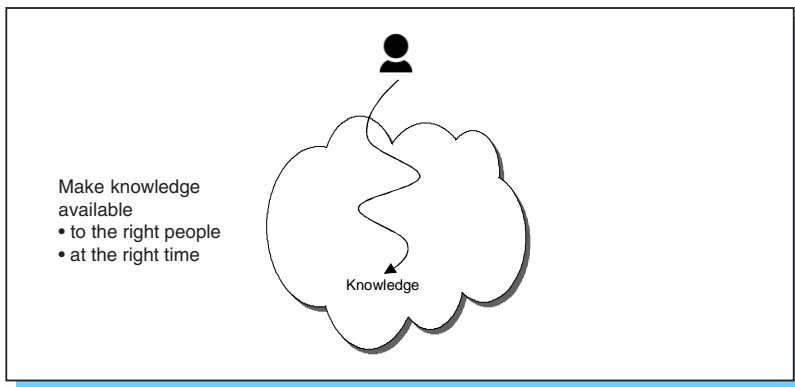 Make knowledge
available
• to the right people
• at the right time
Knowledge